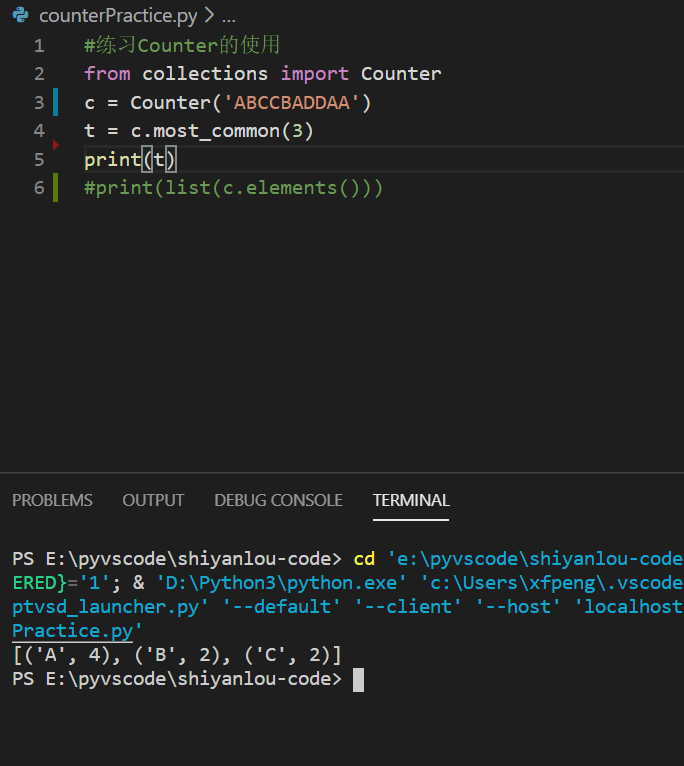 counterPractice.py > ...
1 #练习Counter的使用
2 from collections import Counter
3 c = Counter('ABCCBADDAA')
4 t = c.most_common(3)
5 print(t)
6 #print(list(c.elements()))
PROBLEMS OUTPUT DEBUG CONSOLE TERMINAL
PS E:\pyvscode\shiyanlou-code> cd 'e:\pyvscode\shiyanlou-code
ERED}='1'; & 'D:\Python3\python.exe' 'c:\Users\xfpeng\.vscode
ptvsd_launcher.py' '--default' '--client' '--host' 'localhost
Practice.py'
[('A', 4), ('B', 2), ('C', 2)]
PS E:\pyvscode\shiyanlou-code>